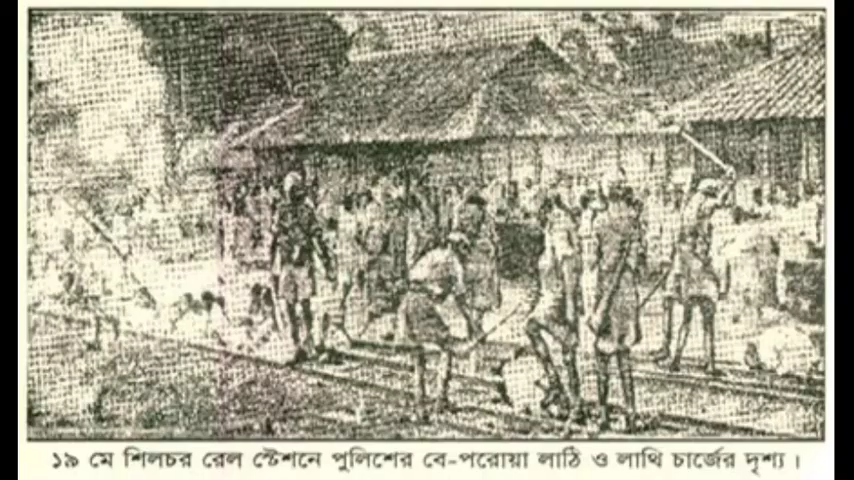 ১৯ মে শিলচর রেল স্টেশনে পুলিশের বে-পরোয়া লাঠি ও লাথি চার্জের দৃশ্য।